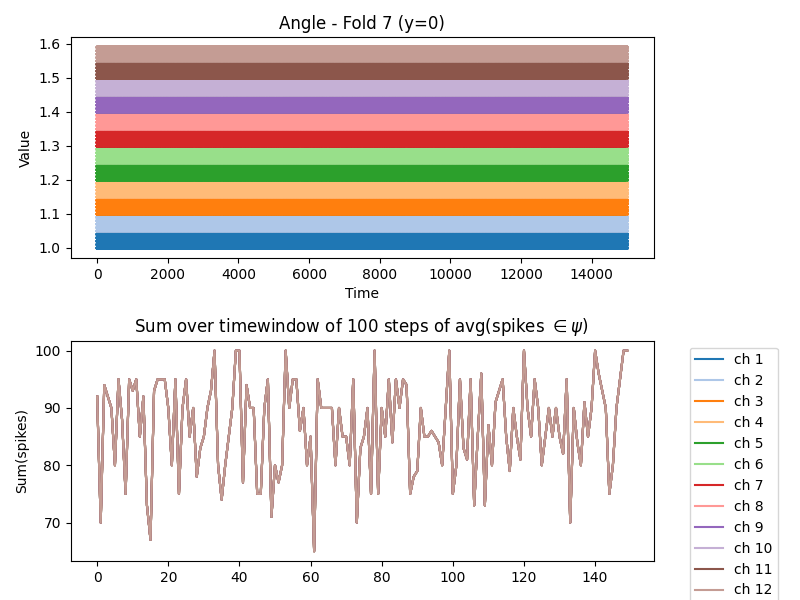 Angle - Fold 7 (y=0)
Value
1.6
1.5
1.4
1.3
1.2
1.1
1.0
0 2000 4000 6000 8000 10000 12000 14000
Time
Sum over timewindow of 100 steps of avg(spikes ∈ ψ)
Sum(spikes)
100
90
80
70
0 20 40 60 80 100 120 140
ch 1
ch 2
ch 3
ch 4
ch 5
ch 6
ch 7
ch 8
ch 9
ch 10
ch 11
ch 12